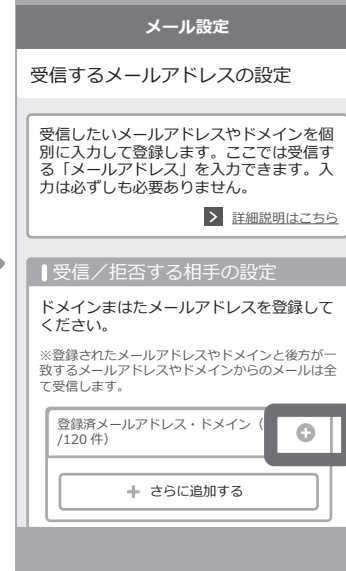 メール設定
受信するメールアドレスの設定
受信したいメールアドレスやドメインを個
別に入力して登録します。ここでは受信す
る「メールアドレス」を入力できます。入
力は必ずしも必要ありません。
詳細説明はこちら
受信／拒否する相手の設定
ドメインまはたメールアドレスを登録して
ください。
※登録されたメールアドレスやドメインと後方が一
致するメールアドレスやドメインからのメールは全
て受信します。
登録済メールアドレス・ドメイン（
/120 件）
＋ さらに追加する